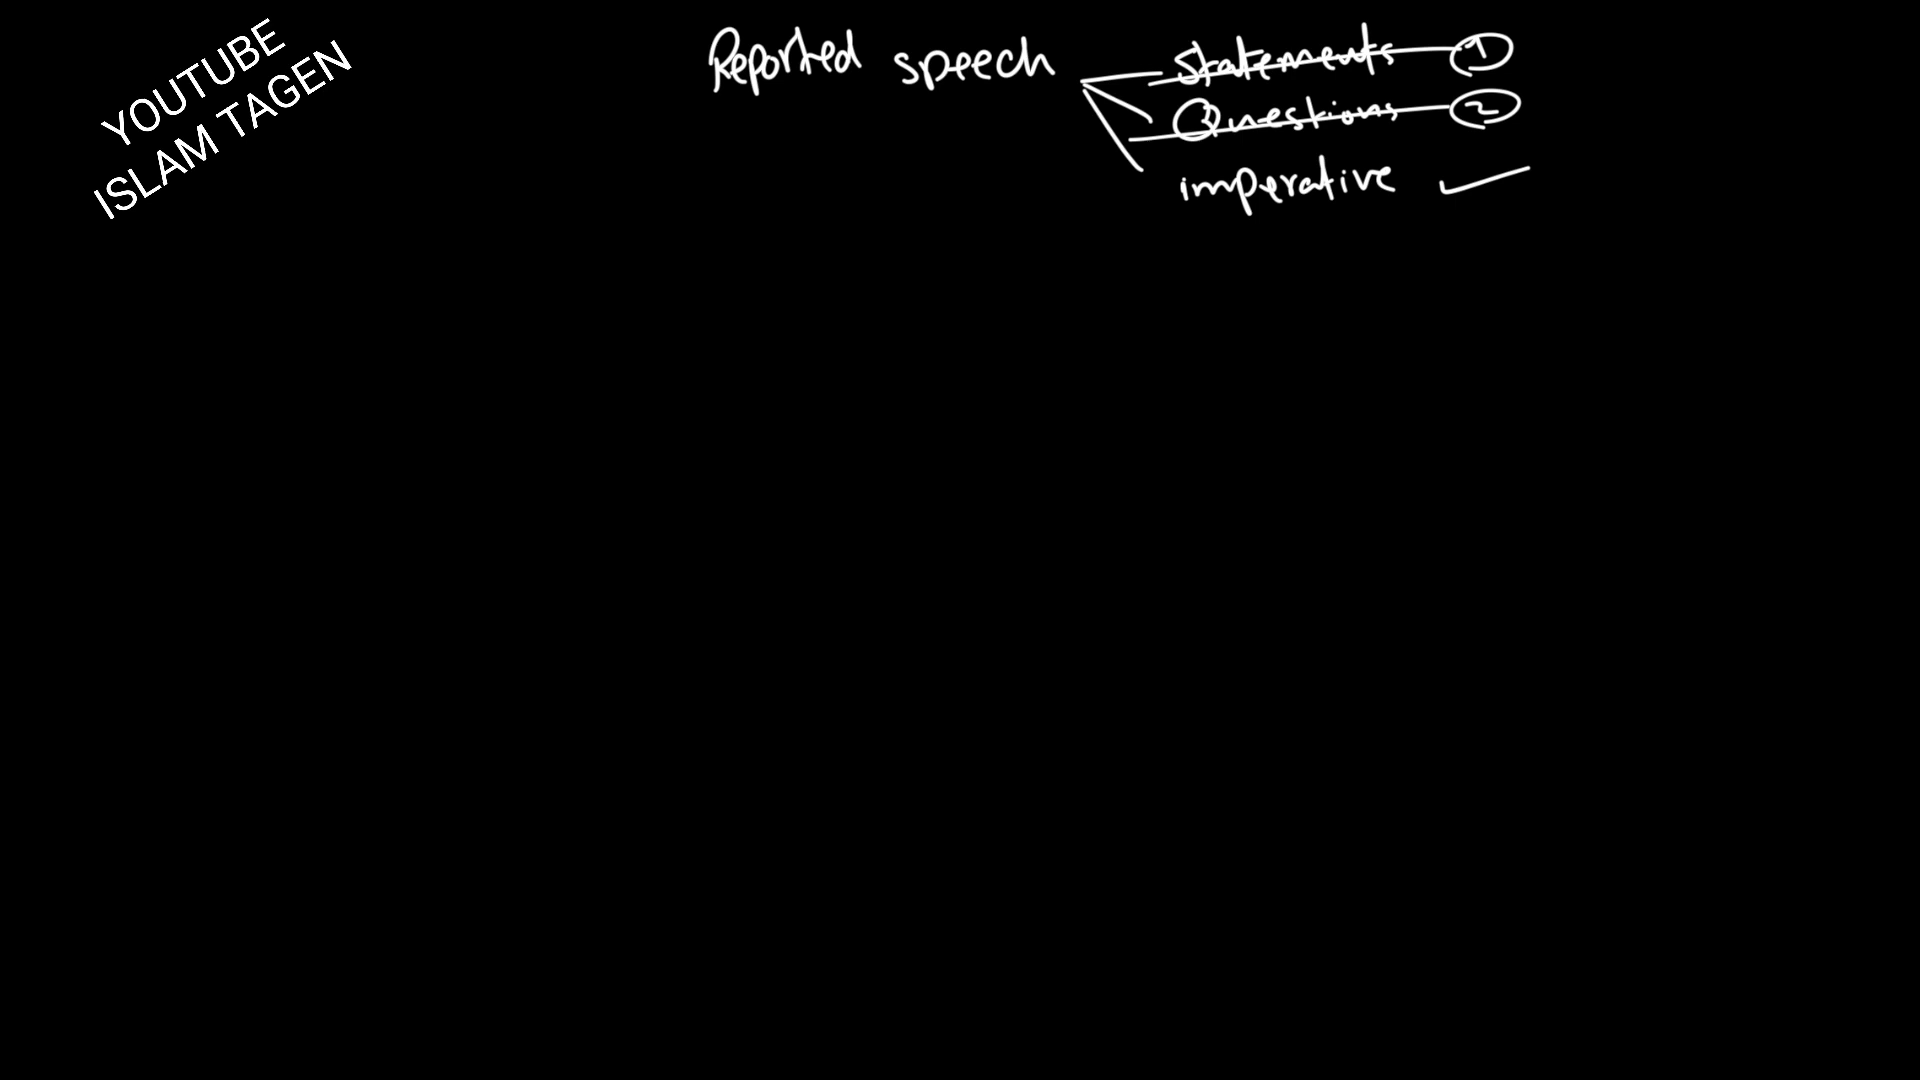 YOUTUBE
ISLAM TAGEN
Reported speech
Statements 1
Questions 2
imperative